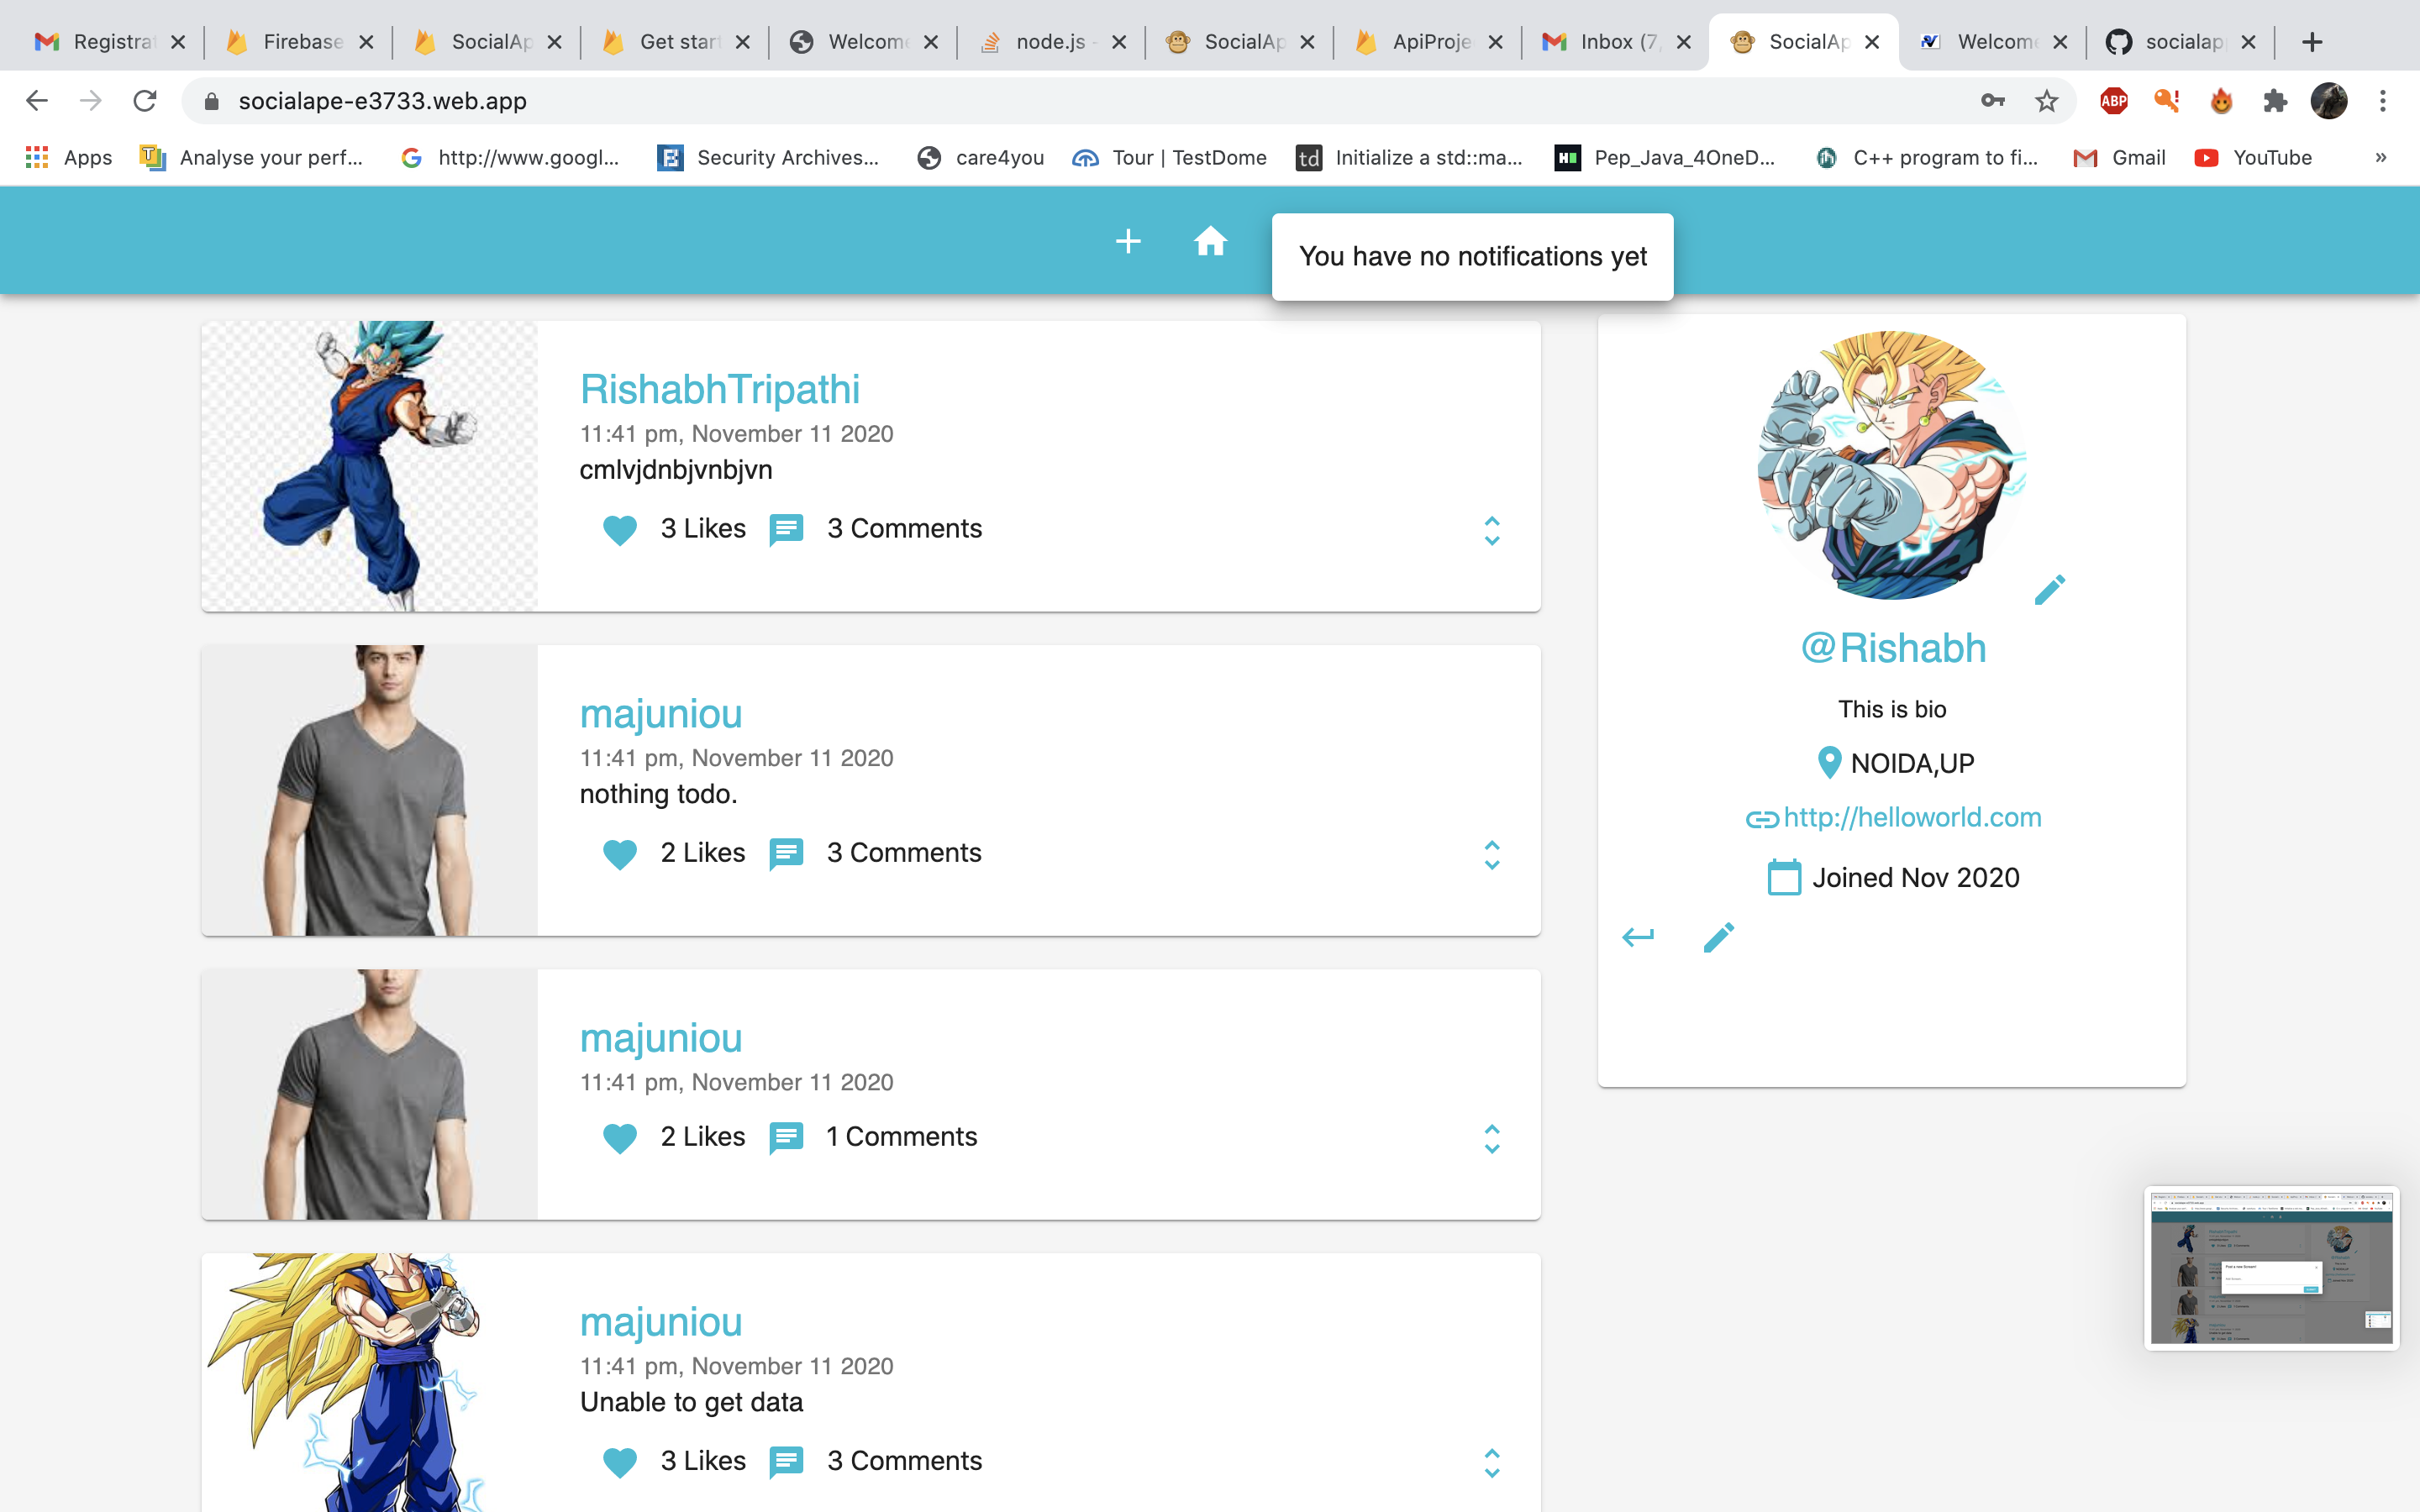 Registra
Firebase
SocialAp
Get star
Welcome
node.js -
SocialAp
ApiProje
Inbox (7,
SocialAp
Welcome
socialap
socialape-e3733.web.app
ABP
Apps
Analyse your perf...
http://www.googl...
Security Archives...
care4you
Tour | TestDome
td
Initialize a std::ma...
Pep_Java_4OneD...
C++ program to fi...
Gmail
YouTube
»
You have no notifications yet
RishabhTripathi
11:41 pm, November 11 2020
cmlvjdnbjvnbjvn
3 Likes
3 Comments
majuniou
11:41 pm, November 11 2020
nothing todo.
2 Likes
3 Comments
majuniou
11:41 pm, November 11 2020
2 Likes
1 Comments
majuniou
11:41 pm, November 11 2020
Unable to get data
3 Likes
3 Comments
@Rishabh
This is bio
NOIDA,UP
http://helloworld.com
Joined Nov 2020